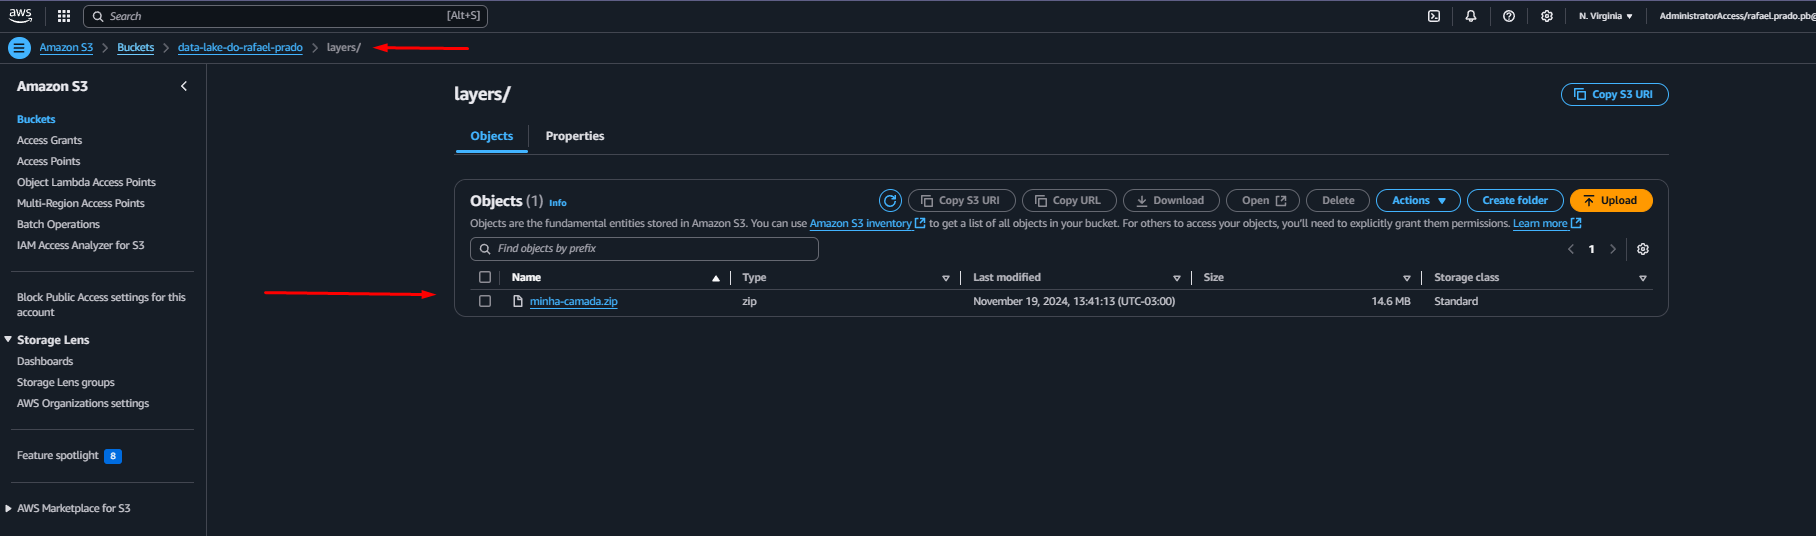 aws Search [Alt+S] N. Virginia AdministratorAccess/rafael.prado.pb@
Amazon S3 > Buckets > data-lake-do-rafael-prado > layers/
Amazon S3
Buckets
Access Grants
Access Points
Object Lambda Access Points
Multi-Region Access Points
Batch Operations
IAM Access Analyzer for S3
Block Public Access settings for this
account
Storage Lens
Dashboards
Storage Lens groups
AWS Organizations settings
Feature spotlight 8
AWS Marketplace for S3
layers/
Copy S3 URI
Objects Properties
Objects (1) Info
Copy S3 URI Copy URL Download Open Delete Actions Create folder Upload
Objects are the fundamental entities stored in Amazon S3. You can use Amazon S3 inventory to get a list of all objects in your bucket. For others to access your objects, you'll need to explicitly grant them permissions. Learn more
Find objects by prefix
1
Name Type Last modified Size Storage class
minha-camada.zip zip November 19, 2024, 13:41:13 (UTC-03:00) 14.6 MB Standard